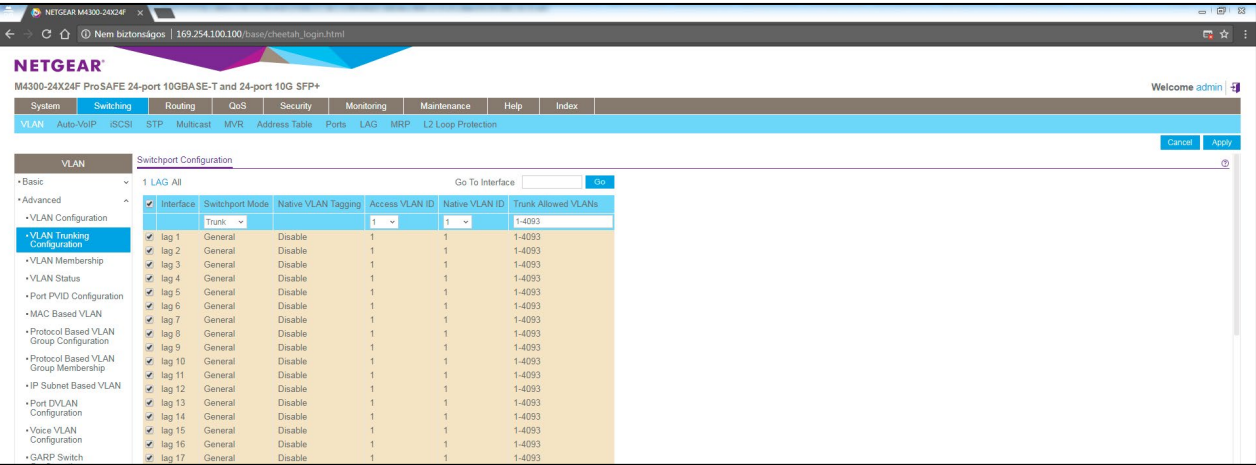 NETGEAR M4300-24X24F
Nem biztonságos | 169.254.100.100/base/cheetah_login.html
NETGEAR®
M4300-24X24F ProSAFE 24-port 10GBASE-T and 24-port 10G SFP+
Welcome admin
System Switching Routing QoS Security Monitoring Maintenance Help Index
VLAN Auto-VoIP iSCSI STP Multicast MVR Address Table Ports LAG MRP L2 Loop Protection
Cancel Apply
VLAN
• Basic
• Advanced
• VLAN Configuration
• VLAN Trunking
Configuration
• VLAN Membership
• VLAN Status
• Port PVID Configuration
• MAC Based VLAN
• Protocol Based VLAN
Group Configuration
• Protocol Based VLAN
Group Membership
• IP Subnet Based VLAN
• Port DVLAN
Configuration
• Voice VLAN
Configuration
• GARP Switch
Switchport Configuration
1 LAG All Go To Interface Go
Interface Switchport Mode Native VLAN Tagging Access VLAN ID Native VLAN ID Trunk Allowed VLANs
Trunk 1 1 1-4093
lag 1 General Disable 1 1 1-4093
lag 2 General Disable 1 1 1-4093
lag 3 General Disable 1 1 1-4093
lag 4 General Disable 1 1 1-4093
lag 5 General Disable 1 1 1-4093
lag 6 General Disable 1 1 1-4093
lag 7 General Disable 1 1 1-4093
lag 8 General Disable 1 1 1-4093
lag 9 General Disable 1 1 1-4093
lag 10 General Disable 1 1 1-4093
lag 11 General Disable 1 1 1-4093
lag 12 General Disable 1 1 1-4093
lag 13 General Disable 1 1 1-4093
lag 14 General Disable 1 1 1-4093
lag 15 General Disable 1 1 1-4093
lag 16 General Disable 1 1 1-4093
lag 17 General Disable 1 1 1-4093